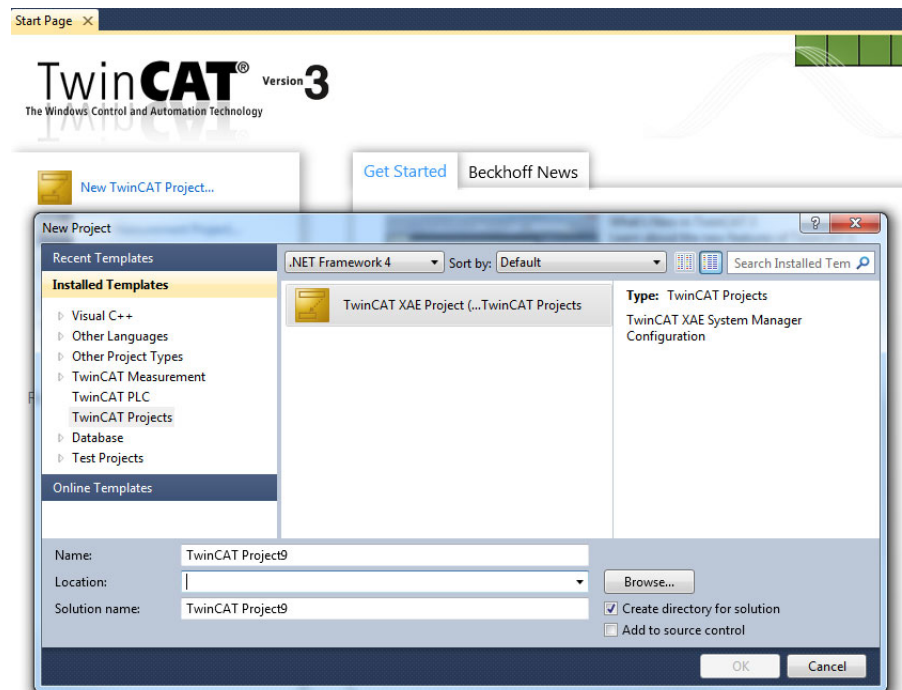 Start Page
TwinCAT® Version 3
The Windows Control and Automation Technology
New TwinCAT Project...
Get Started Beckhoff News
New Project
Recent Templates
Installed Templates
Visual C++
Other Languages
Other Project Types
TwinCAT Measurement
TwinCAT PLC
TwinCAT Projects
Database
Test Projects
Online Templates
.NET Framework 4 Sort by: Default Search Installed Tem
TwinCAT XAE Project (...TwinCAT Projects
Type: TwinCAT Projects
TwinCAT XAE System Manager
Configuration
Name: TwinCAT Project9
Location: Browse...
Solution name: TwinCAT Project9 Create directory for solution
Add to source control
OK Cancel